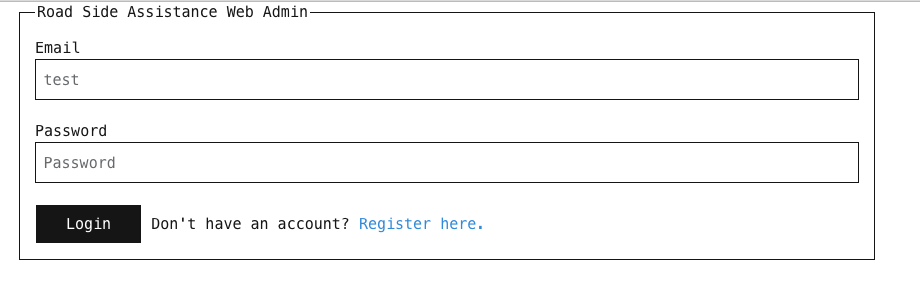 Road Side Assistance Web Admin
Email
test
Password
Password
Login Don't have an account? Register here.